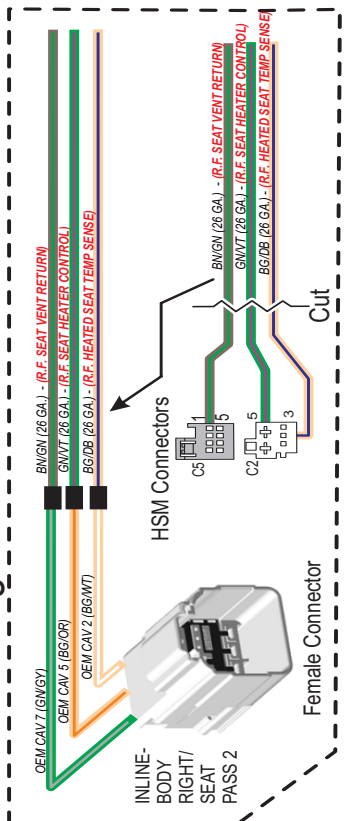 OEM CAV 7 (GN/GY)
OEM CAV 5 (BG/OR)
OEM CAV 2 (BG/WT)
BN/GN (26 GA.) - (R.F. SEAT VENT RETURN)
GN/VT (26 GA.) - (R.F. SEAT HEATER CONTROL)
BG/DB (26 GA.) - (R.F. HEATED SEAT TEMP SENSE)
INLINE-
BODY
RIGHT/
SEAT
PASS 2
Female Connector
HSM Connectors
C5
1
5
C2
5
3
Cut
BN/GN (26 GA.) - (R.F. SEAT VENT RETURN)
GN/VT (26 GA.) - (R.F. SEAT HEATER CONTROL)
BG/DB (26 GA.) - (R.F. HEATED SEAT TEMP SENSE)